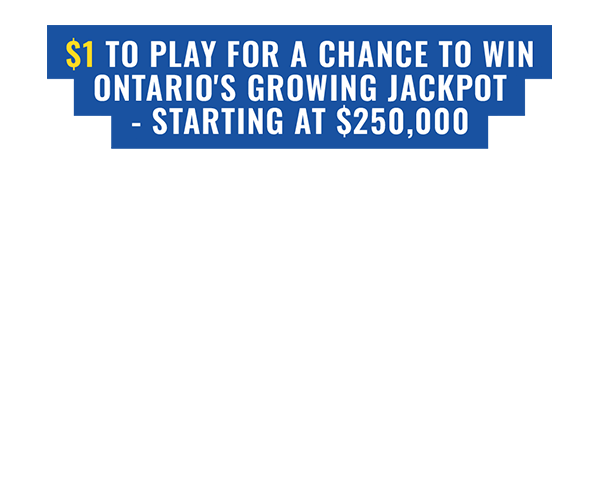 $1 TO PLAY FOR A CHANCE TO WIN
ONTARIO'S GROWING JACKPOT
- STARTING AT $250,000